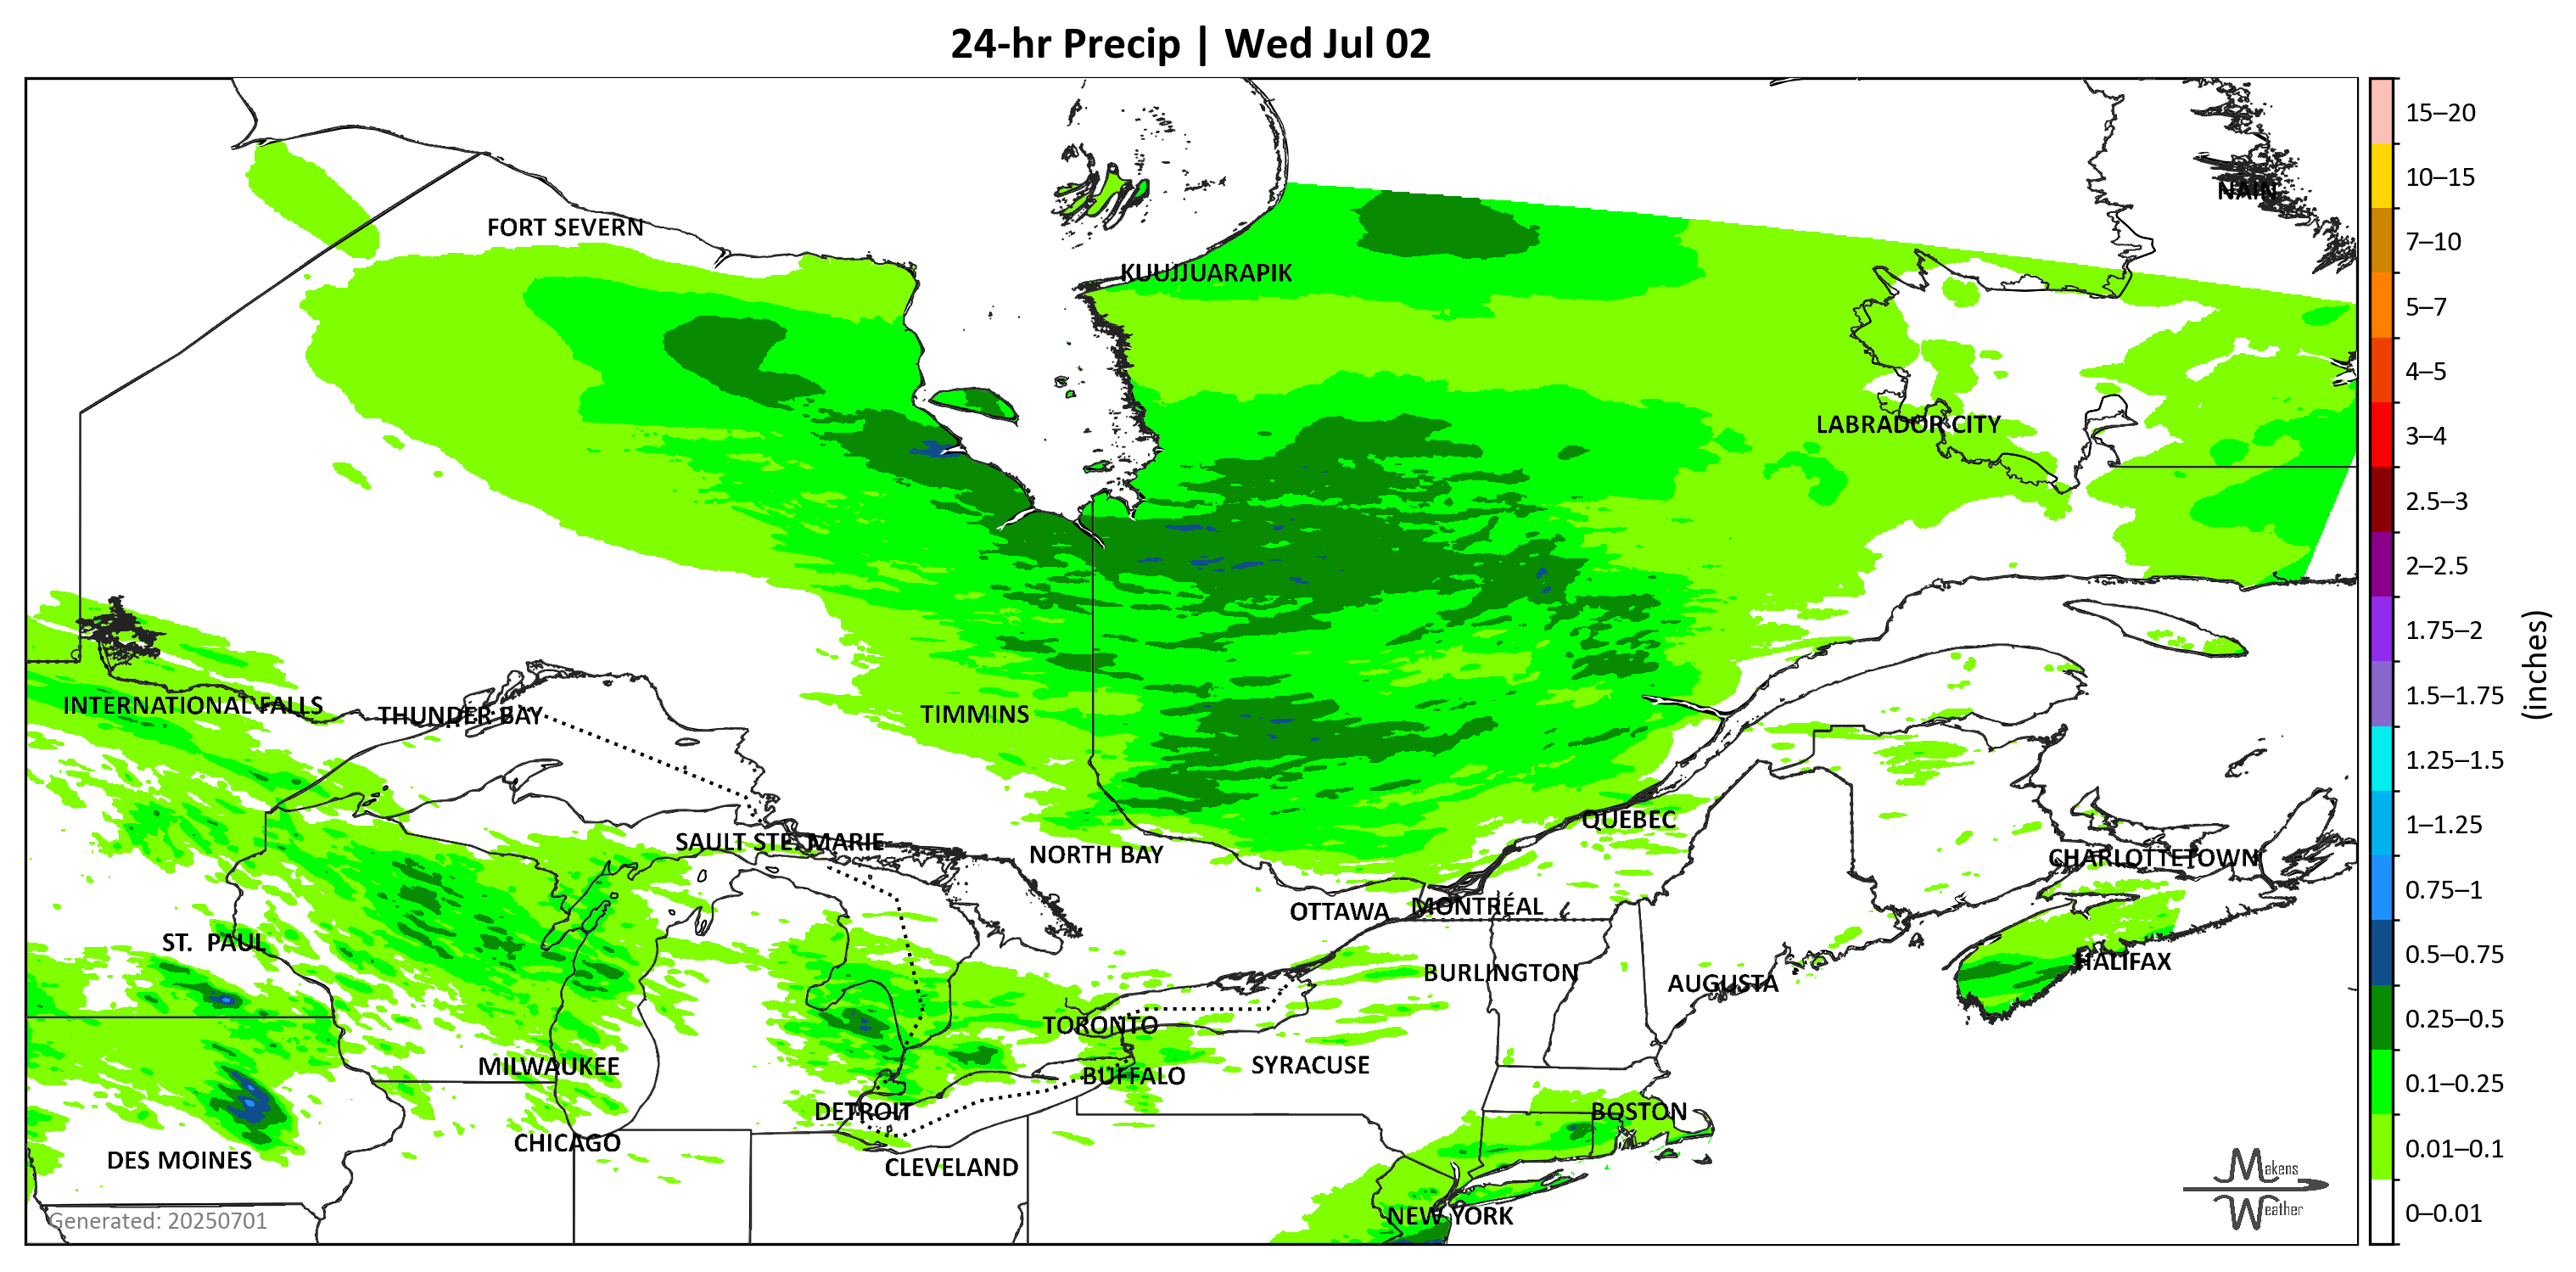 24-hr Precip | Wed Jul 02
NAIN
FORT SEVERN
KUUJJUARAPIK
LABRADOR CITY
INTERNATIONAL FALLS
THUNDER BAY
TIMMINS
SAULT STE. MARIE
NORTH BAY
QUEBEC
CHARLOTTETOWN
OTTAWA
MONTRÉAL
ST. PAUL
BURLINGTON
AUGUSTA
HALIFAX
TORONTO
SYRACUSE
MILWAUKEE
BUFFALO
DETROIT
BOSTON
CHICAGO
DES MOINES
CLEVELAND
NEW YORK
Generated: 20250701
Makens
Weather
15–20
10–15
7–10
5–7
4–5
3–4
2.5–3
2–2.5
1.75–2
1.5–1.75
1.25–1.5
1–1.25
0.75–1
0.5–0.75
0.25–0.5
0.1–0.25
0.01–0.1
0–0.01
(inches)